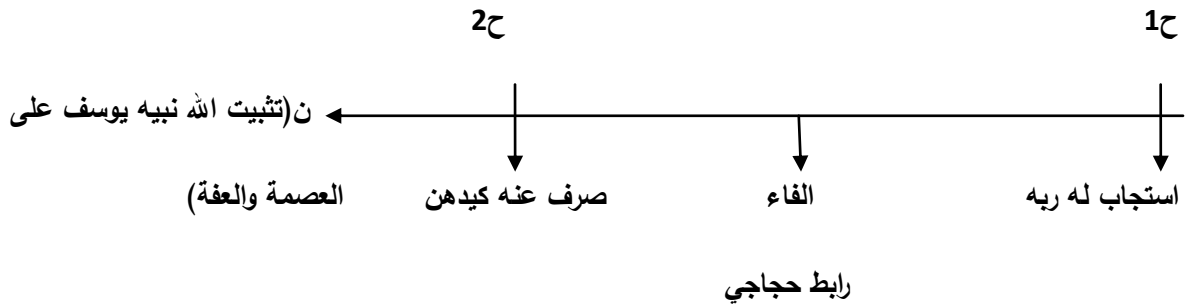 ح1 ح2
ن(تثبيت الله نبيه يوسف على
استجاب له ربه الفاء صرف عنه كيدهن العصمة والعفة)
رابط حجاجي